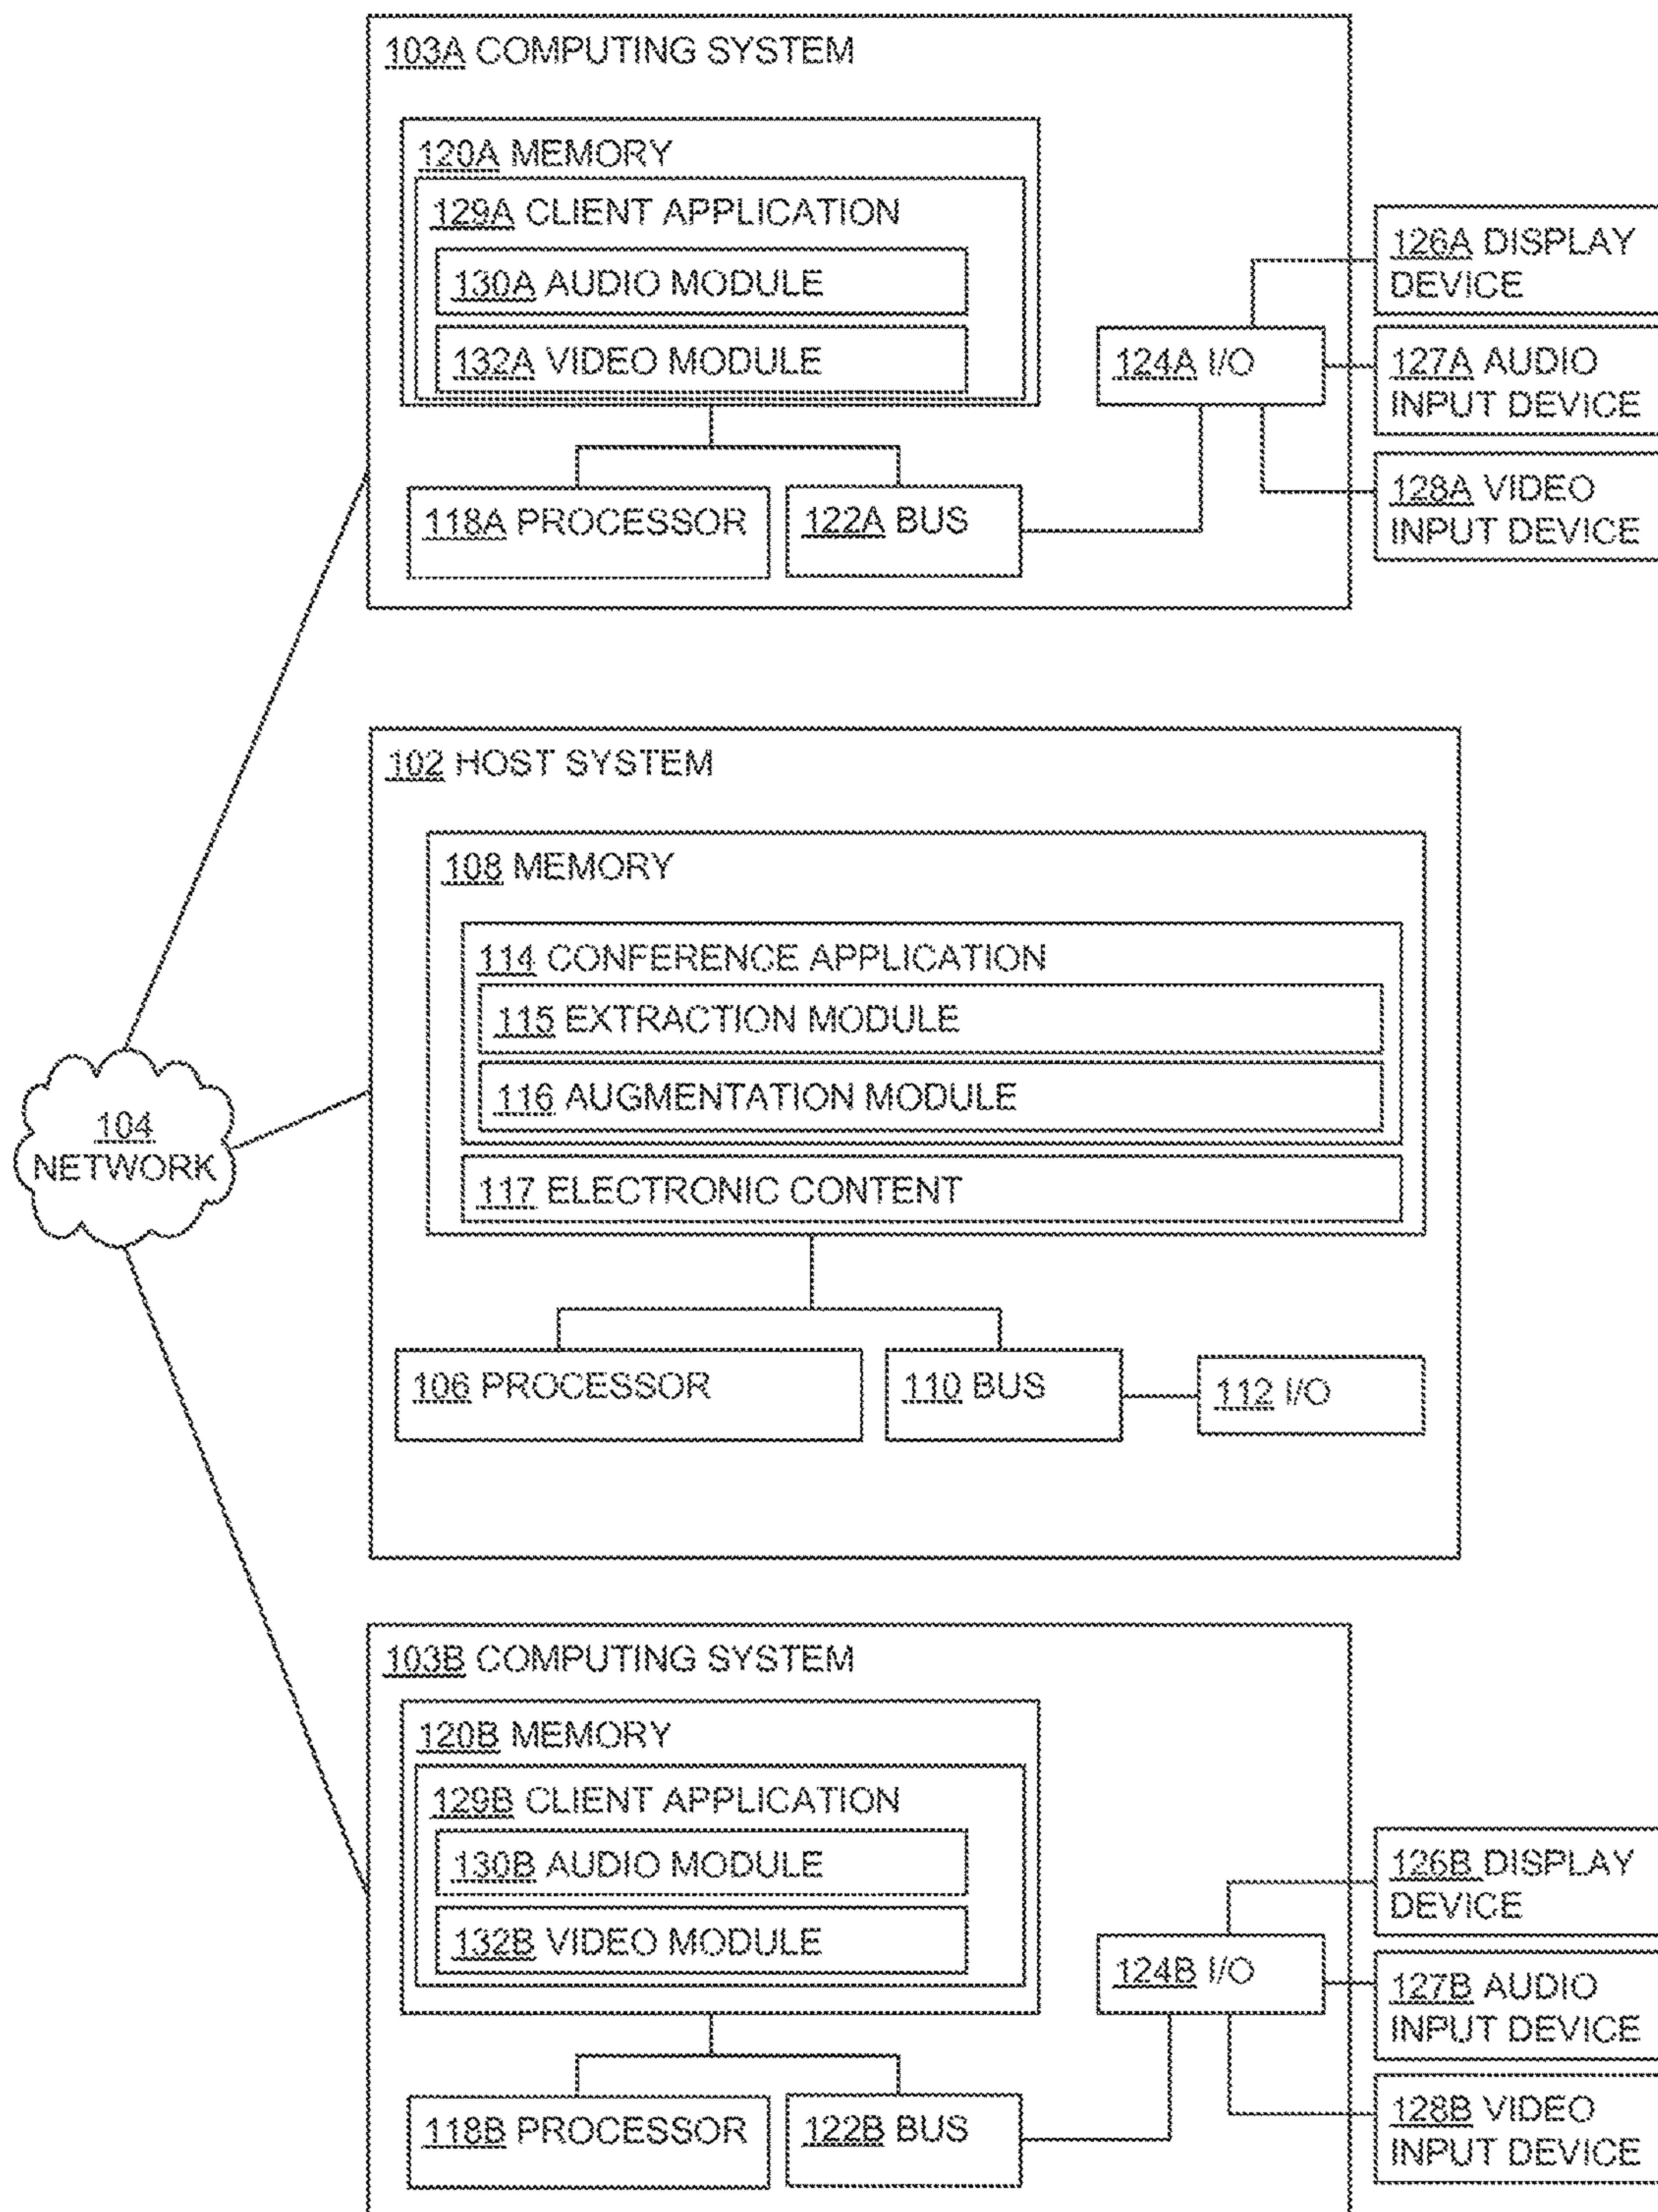 103A COMPUTING SYSTEM
120A MEMORY
129A CLIENT APPLICATION
130A AUDIO MODULE
132A VIDEO MODULE
118A PROCESSOR
122A BUS
124A I/O
126A DISPLAY
DEVICE
127A AUDIO
INPUT DEVICE
128A VIDEO
INPUT DEVICE
104
NETWORK
102 HOST SYSTEM
108 MEMORY
114 CONFERENCE APPLICATION
115 EXTRACTION MODULE
116 AUGMENTATION MODULE
117 ELECTRONIC CONTENT
106 PROCESSOR
110 BUS
112 I/O
103B COMPUTING SYSTEM
120B MEMORY
129B CLIENT APPLICATION
130B AUDIO MODULE
132B VIDEO MODULE
118B PROCESSOR
122B BUS
124B I/O
126B DISPLAY
DEVICE
127B AUDIO
INPUT DEVICE
128B VIDEO
INPUT DEVICE